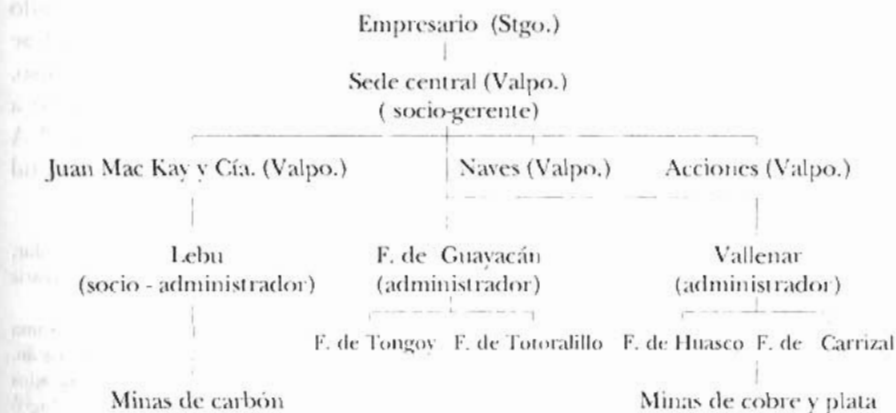 Empresario (Stgo.)
Sede central (Valpo.)
( socio-gerente)
Juan Mac Kay y Cía. (Valpo.) Naves (Valpo.) Acciones (Valpo.)
Lebu F. de Guayacán Vallenar
(socio - administrador) (administrador) (administrador)
F. de Tongoy F. de Totoralillo F. de Huasco F. de Carrizal
Minas de carbón Minas de cobre y plata